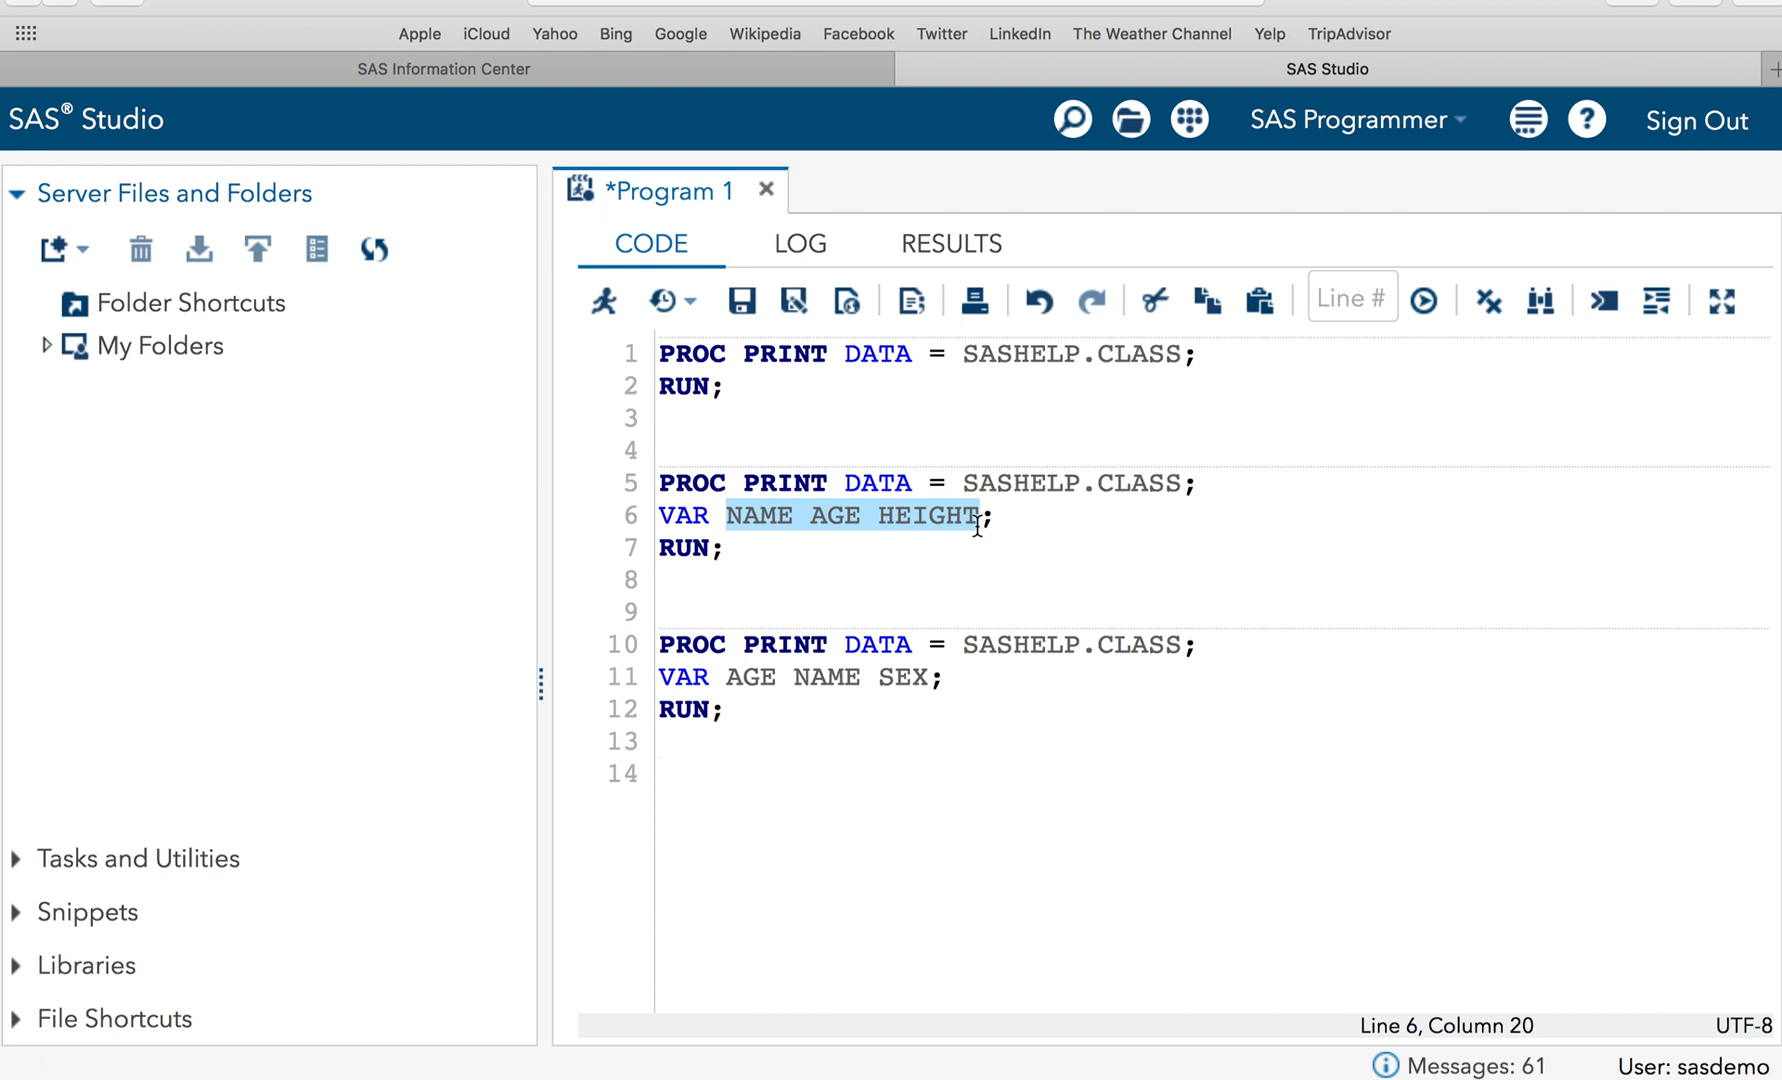 Apple iCloud Yahoo Bing Google Wikipedia Facebook Twitter LinkedIn The Weather Channel Yelp TripAdvisor
SAS Information Center SAS Studio
SAS® Studio SAS Programmer ? Sign Out
Server Files and Folders
Folder Shortcuts
My Folders
Tasks and Utilities
Snippets
Libraries
File Shortcuts
*Program 1
CODE LOG RESULTS
Line #
1 PROC PRINT DATA = SASHELP.CLASS;
2 RUN;
3
4
5 PROC PRINT DATA = SASHELP.CLASS;
6 VAR NAME AGE HEIGHT;
7 RUN;
8
9
10 PROC PRINT DATA = SASHELP.CLASS;
11 VAR AGE NAME SEX;
12 RUN;
13
14
Line 6, Column 20 UTF-8
Messages: 61 User: sasdemo